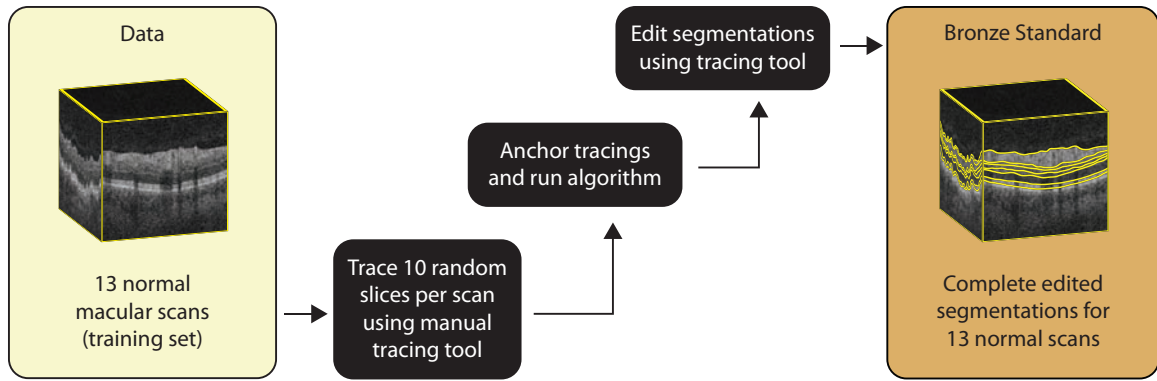 Data
13 normal
macular scans
(training set)
Trace 10 random
slices per scan
using manual
tracing tool
Anchor tracings
and run algorithm
Edit segmentations
using tracing tool
Bronze Standard
Complete edited
segmentations for
13 normal scans